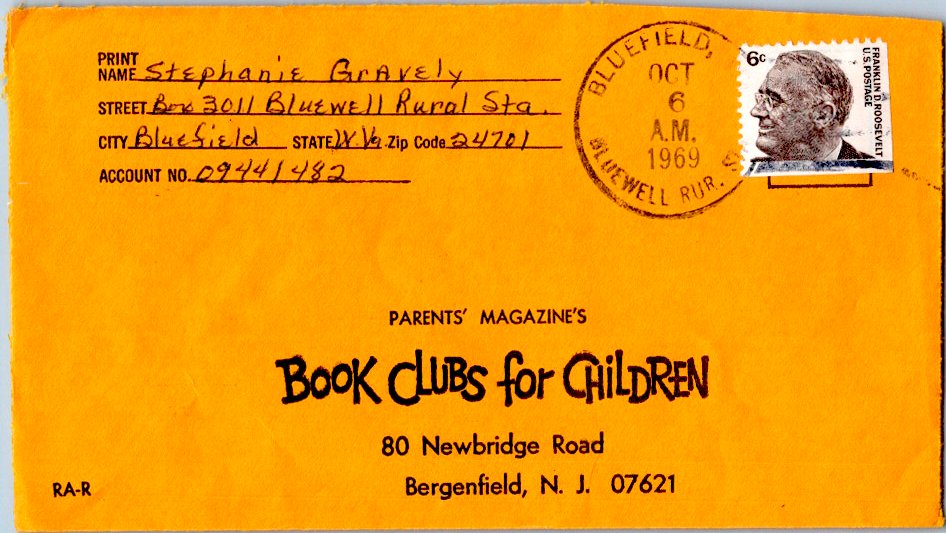 PRINT
NAME Stephanie Gravely
STREET Box 3011 Bluewell Rural Sta.
CITY Bluefield STATE W.Va. Zip Code 24701
ACCOUNT NO. 09441482
BLUEFIELD,
OCT
6
A.M.
1969
BLUEWELL RUR. S
6c
FRANKLIN D. ROOSEVELT
U.S. POSTAGE
PARENTS' MAGAZINE'S
BOOK CLUBS for CHILDREN
80 Newbridge Road
Bergenfield, N. J. 07621
RA-R